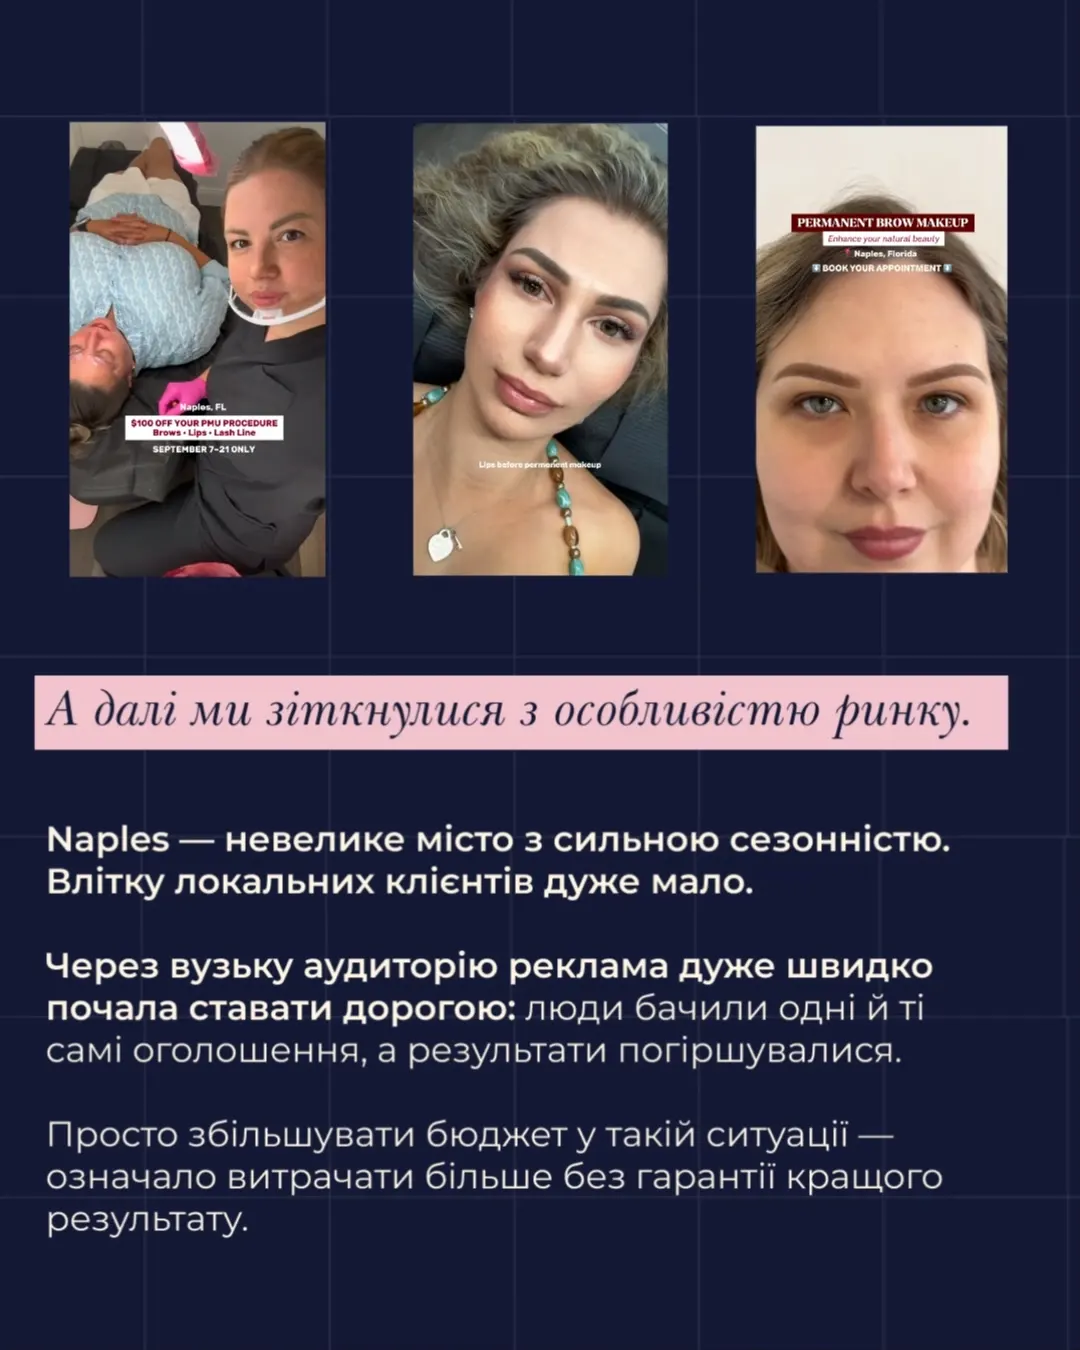 Naples, FL
$100 OFF YOUR PMU PROCEDURE
Brows • Lips • Lash Line
SEPTEMBER 7-21 ONLY
Lips before permanent makeup
PERMANENT BROW MAKEUP
Enhance your natural beauty
📍 Naples, Florida
⬇️ BOOK YOUR APPOINTMENT ⬇️
А далі ми зіткнулися з особливістю ринку.
Naples — невелике місто з сильною сезонністю.
Влітку локальних клієнтів дуже мало.
Через вузьку аудиторію реклама дуже швидко
почала ставати дорогою: люди бачили одні й ті
самі оголошення, а результати погіршувалися.
Просто збільшувати бюджет у такій ситуації —
означало витрачати більше без гарантії кращого
результату.